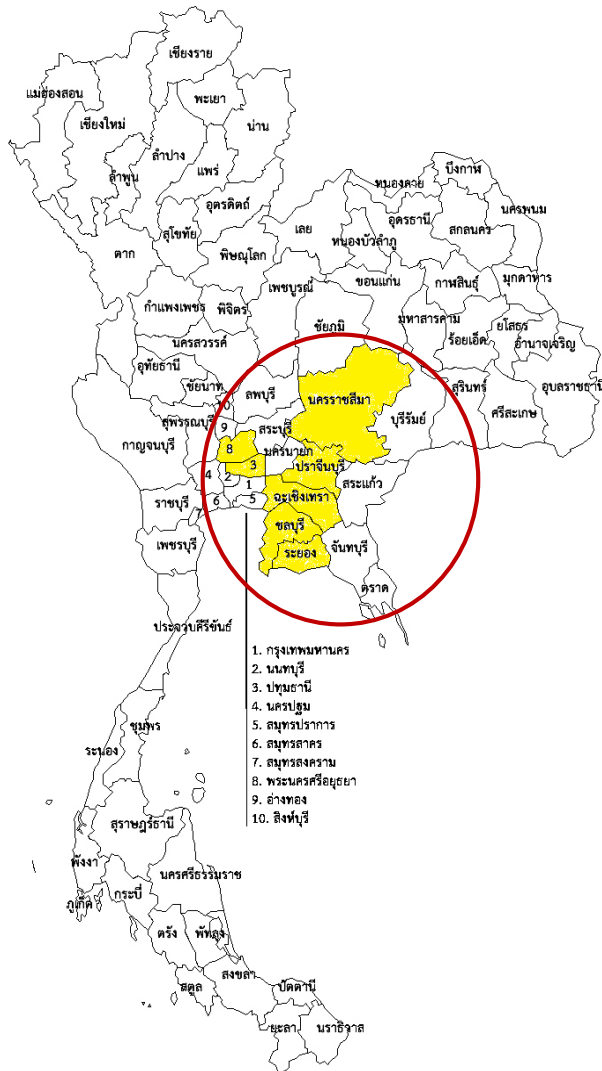 เชียงราย
แม่ฮ่องสอน
พะเยา
เชียงใหม่
น่าน
ลำปาง
แพร่
ลำพูน
บึงกาฬ
หนองคาย
อุตรดิตถ์
นครพนม
เลย
อุดรธานี
สกลนคร
สุโขทัย
หนองบัวลำภู
ตาก
พิษณุโลก
เพชรบูรณ์
ขอนแก่น
กาฬสินธุ์
มุกดาหาร
กำแพงเพชร
พิจิตร
มหาสารคาม
ชัยภูมิ
ยโสธร
นครสวรรค์
ร้อยเอ็ด
อำนาจเจริญ
อุทัยธานี
ชัยนาท
ลพบุรี
นครราชสีมา
สุรินทร์
อุบลราชธานี
10
สุพรรณบุรี
9
สระบุรี
บุรีรัมย์
ศรีสะเกษ
กาญจนบุรี
8
นครนายก
3
ปราจีนบุรี
4
2
1
สระแก้ว
ราชบุรี
6
5
ฉะเชิงเทรา
7
ชลบุรี
เพชรบุรี
ระยอง
จันทบุรี
ตราด
ประจวบคีรีขันธ์
1. กรุงเทพมหานคร
2. นนทบุรี
3. ปทุมธานี
4. นครปฐม
5. สมุทรปราการ
6. สมุทรสาคร
7. สมุทรสงคราม
8. พระนครศรีอยุธยา
9. อ่างทอง
10. สิงห์บุรี
ชุมพร
ระนอง
สุราษฎร์ธานี
พังงา
นครศรีธรรมราช
กระบี่
ภูเก็ต
ตรัง
พัทลุง
สงขลา
สตูล
ปัตตานี
ยะลา
นราธิวาส